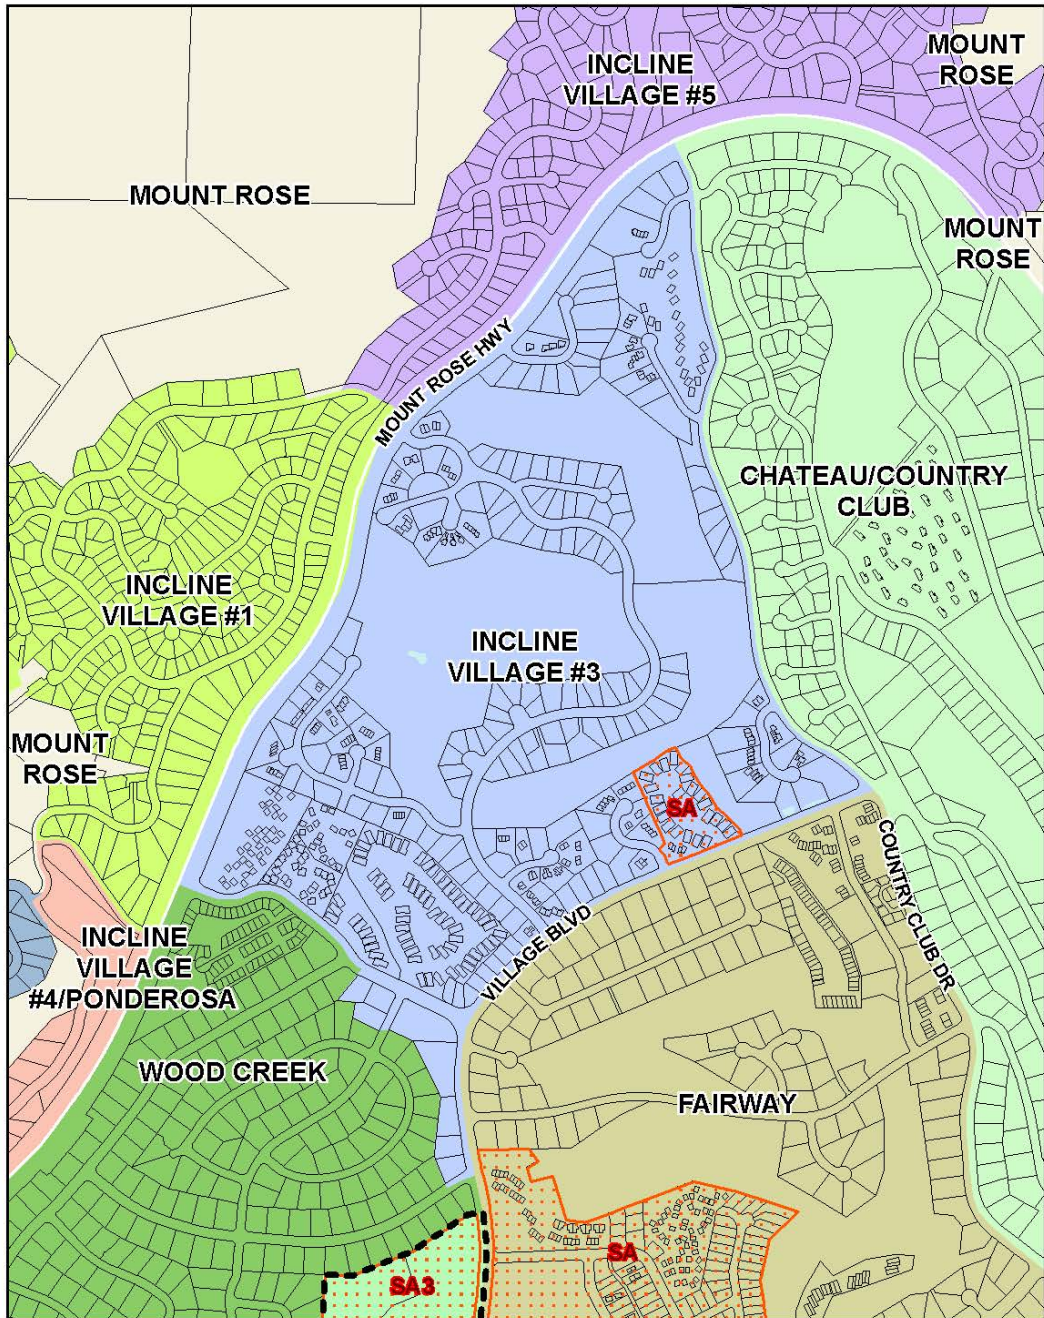 MOUNT
ROSE
INCLINE
VILLAGE #5
MOUNT ROSE
MOUNT
ROSE
MOUNT ROSE HWY
CHATEAU/COUNTRY
CLUB
INCLINE
VILLAGE #1
INCLINE
VILLAGE #3
MOUNT
ROSE
SA
COUNTRY CLUB DR
VILLAGE BLVD
INCLINE
VILLAGE
#4/PONDEROSA
WOOD CREEK
FAIRWAY
SA
SA3